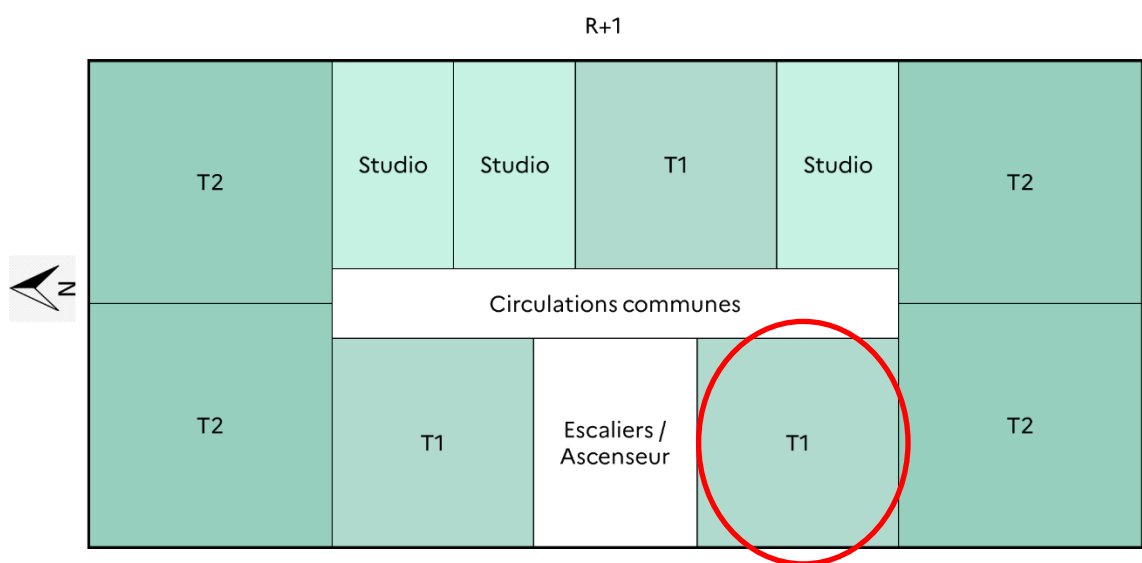 R+1
Studio
Studio
T1
Studio
T2
T2
N
Circulations communes
T2
T1
Escaliers /
Ascenseur
T1
T2